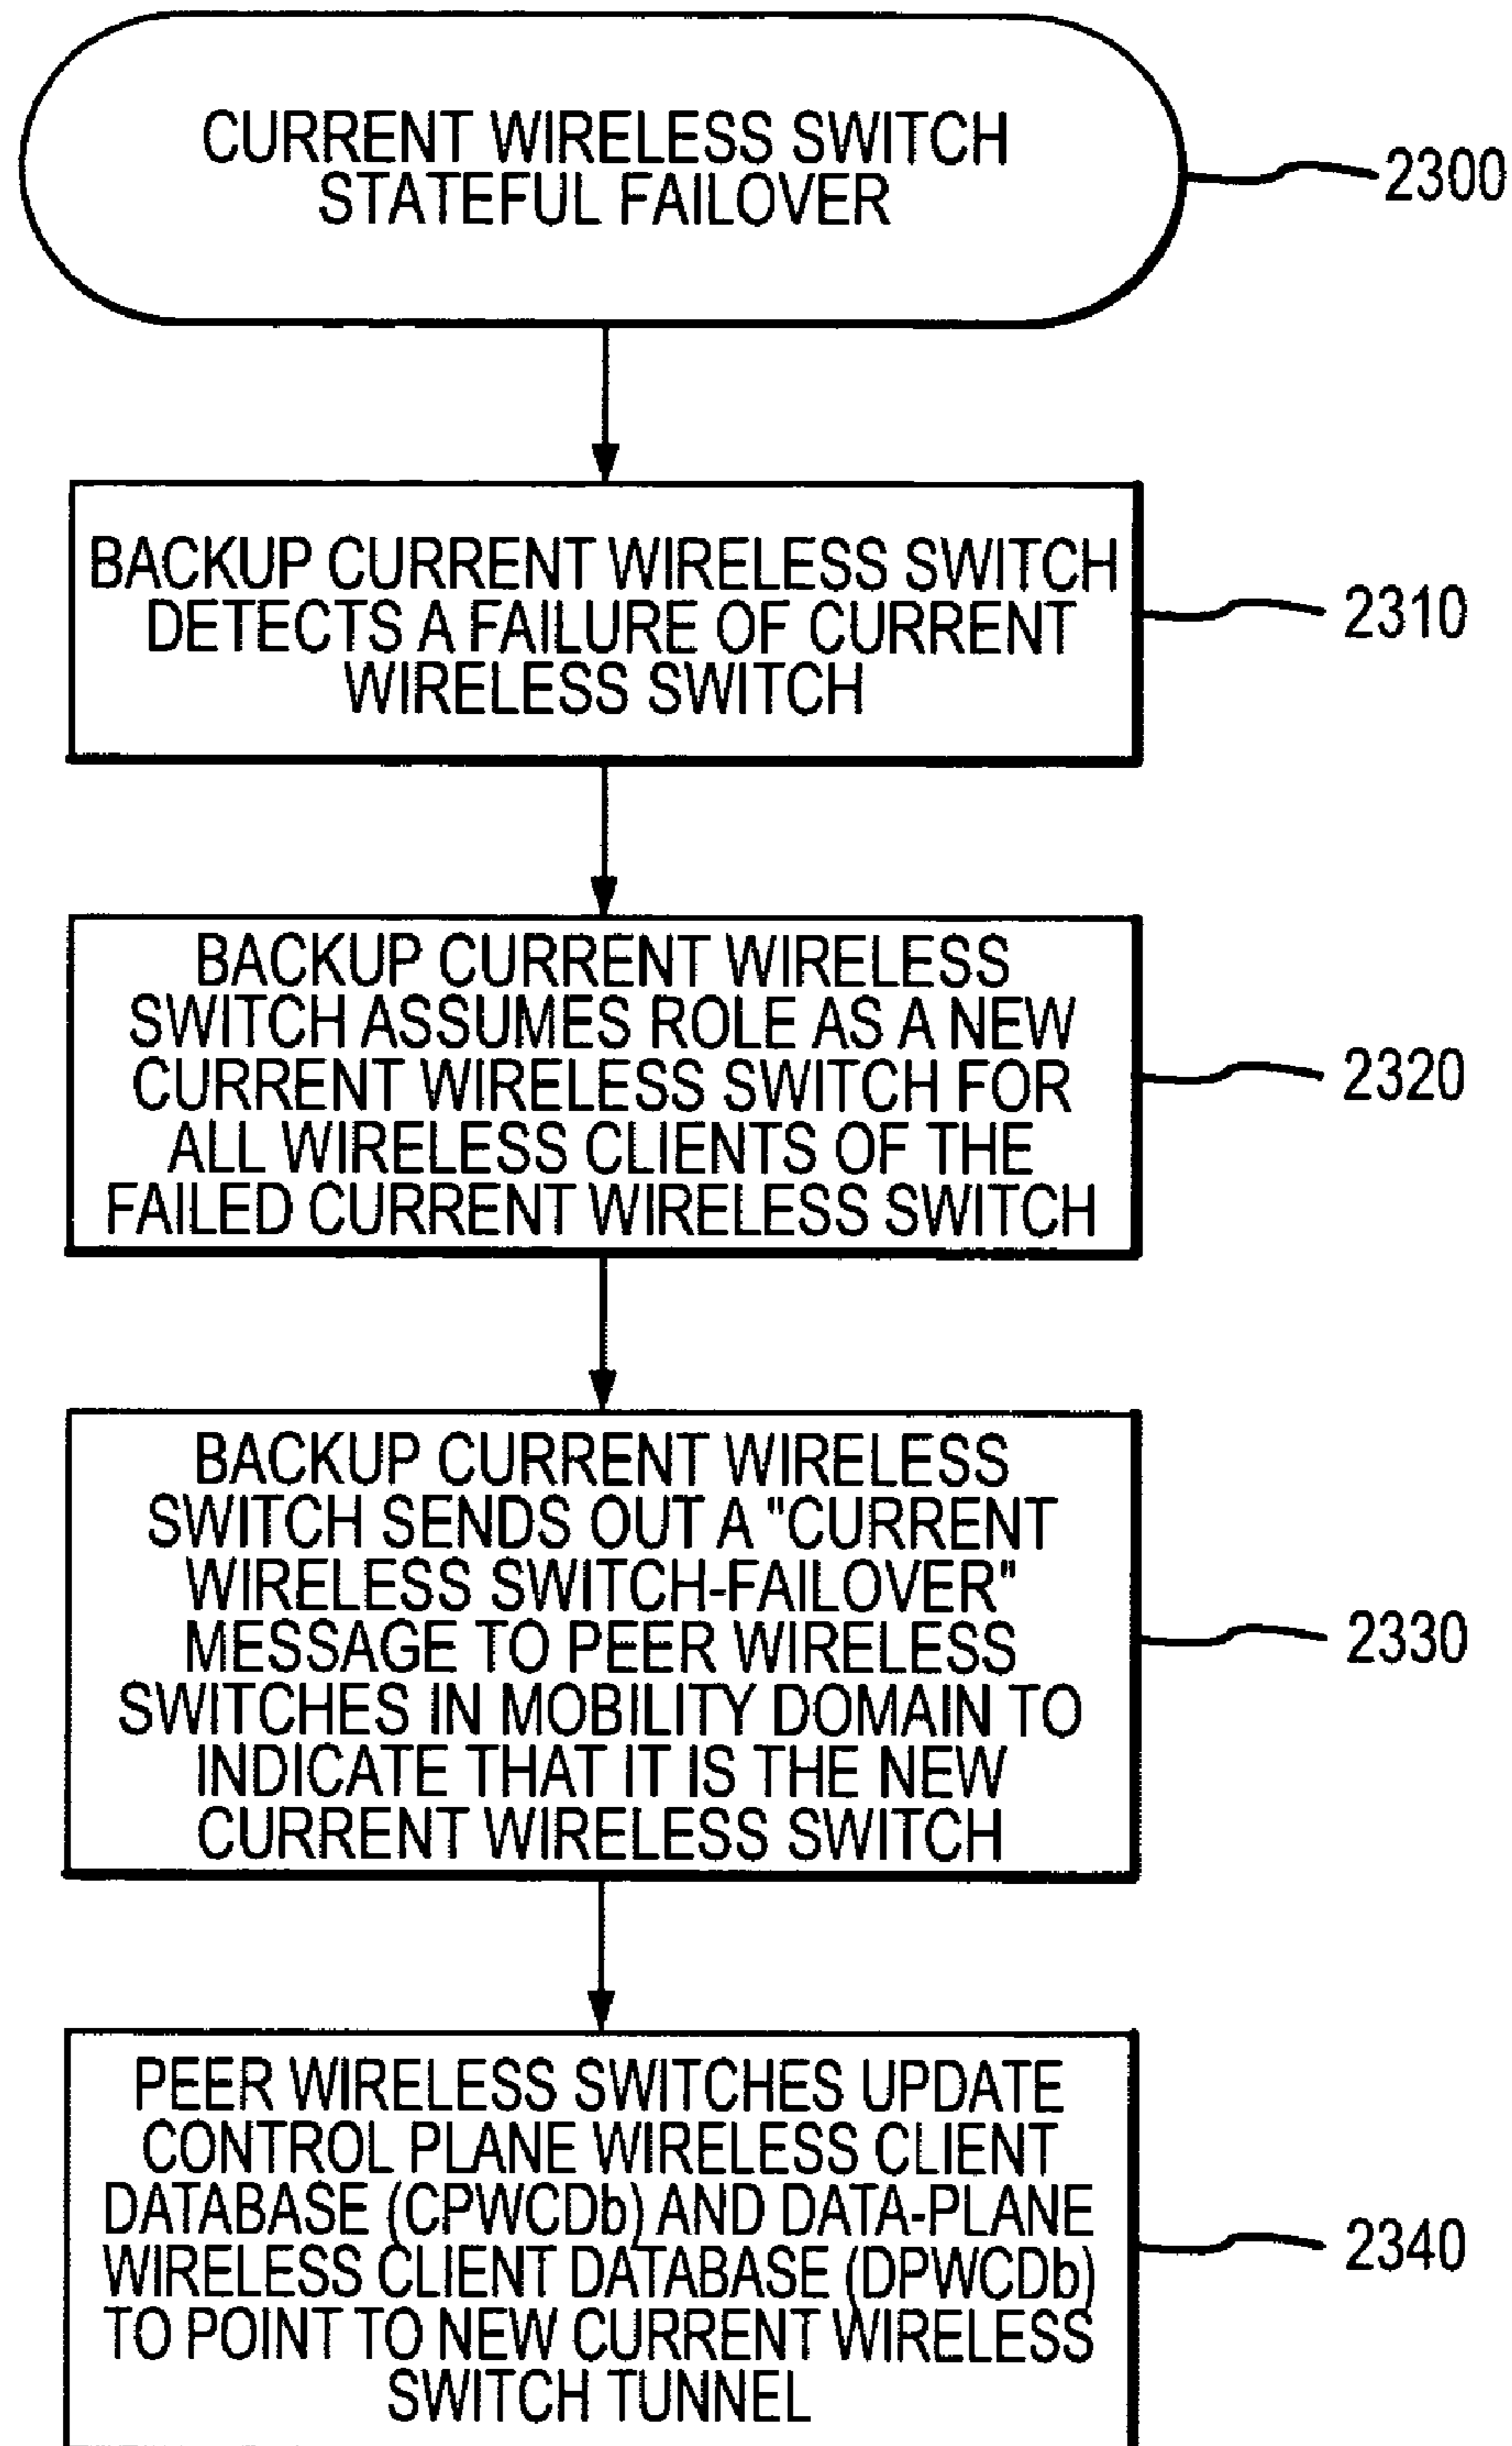 CURRENT WIRELESS SWITCH
STATEFUL FAILOVER
2300
BACKUP CURRENT WIRELESS SWITCH
DETECTS A FAILURE OF CURRENT
WIRELESS SWITCH
2310
BACKUP CURRENT WIRELESS
SWITCH ASSUMES ROLE AS A NEW
CURRENT WIRELESS SWITCH FOR
ALL WIRELESS CLIENTS OF THE
FAILED CURRENT WIRELESS SWITCH
2320
BACKUP CURRENT WIRELESS
SWITCH SENDS OUT A "CURRENT
WIRELESS SWITCH-FAILOVER"
MESSAGE TO PEER WIRELESS
SWITCHES IN MOBILITY DOMAIN TO
INDICATE THAT IT IS THE NEW
CURRENT WIRELESS SWITCH
2330
PEER WIRELESS SWITCHES UPDATE
CONTROL PLANE WIRELESS CLIENT
DATABASE (CPWCDb) AND DATA-PLANE
WIRELESS CLIENT DATABASE (DPWCDb)
TO POINT TO NEW CURRENT WIRELESS
SWITCH TUNNEL
2340